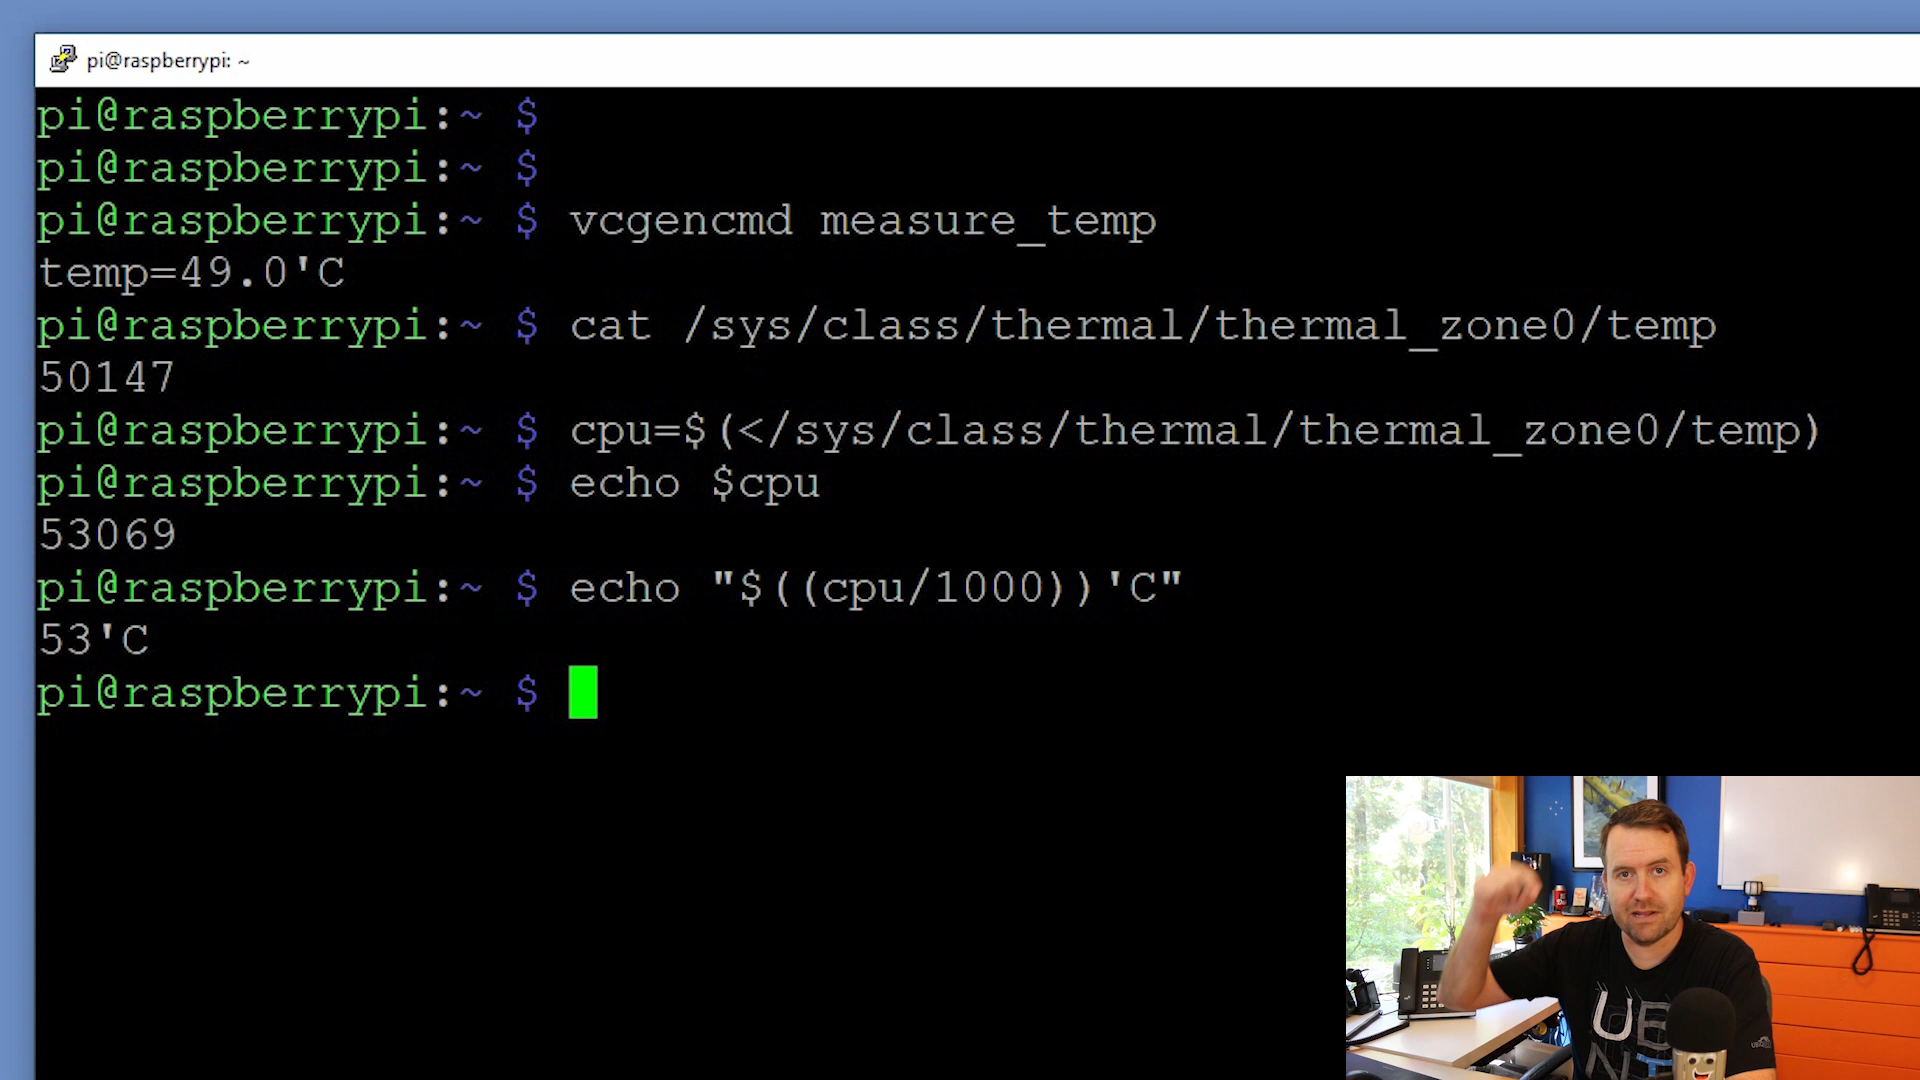 pi@raspberrypi: ~
pi@raspberrypi:~ $
pi@raspberrypi:~ $
pi@raspberrypi:~ $ vcgencmd measure_temp
temp=49.0'C
pi@raspberrypi:~ $ cat /sys/class/thermal/thermal_zone0/temp
50147
pi@raspberrypi:~ $ cpu=$(</sys/class/thermal/thermal_zone0/temp)
pi@raspberrypi:~ $ echo $cpu
53069
pi@raspberrypi:~ $ echo "$((cpu/1000))'C"
53'C
pi@raspberrypi:~ $